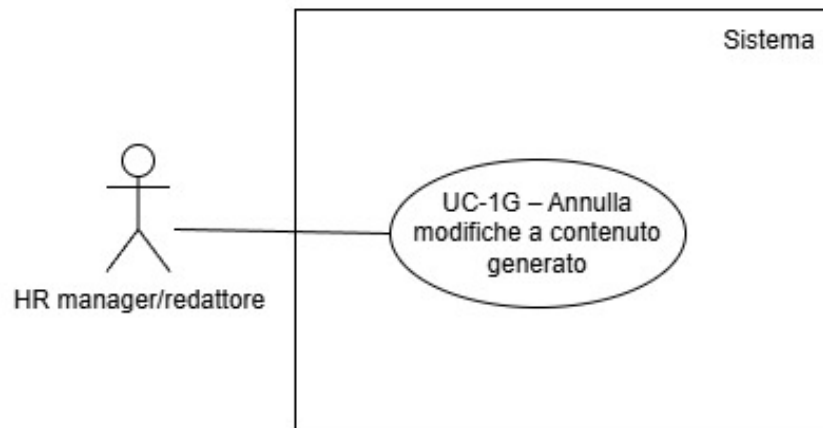 Sistema
UC-1G – Annulla
modifiche a contenuto
generato
HR manager/redattore